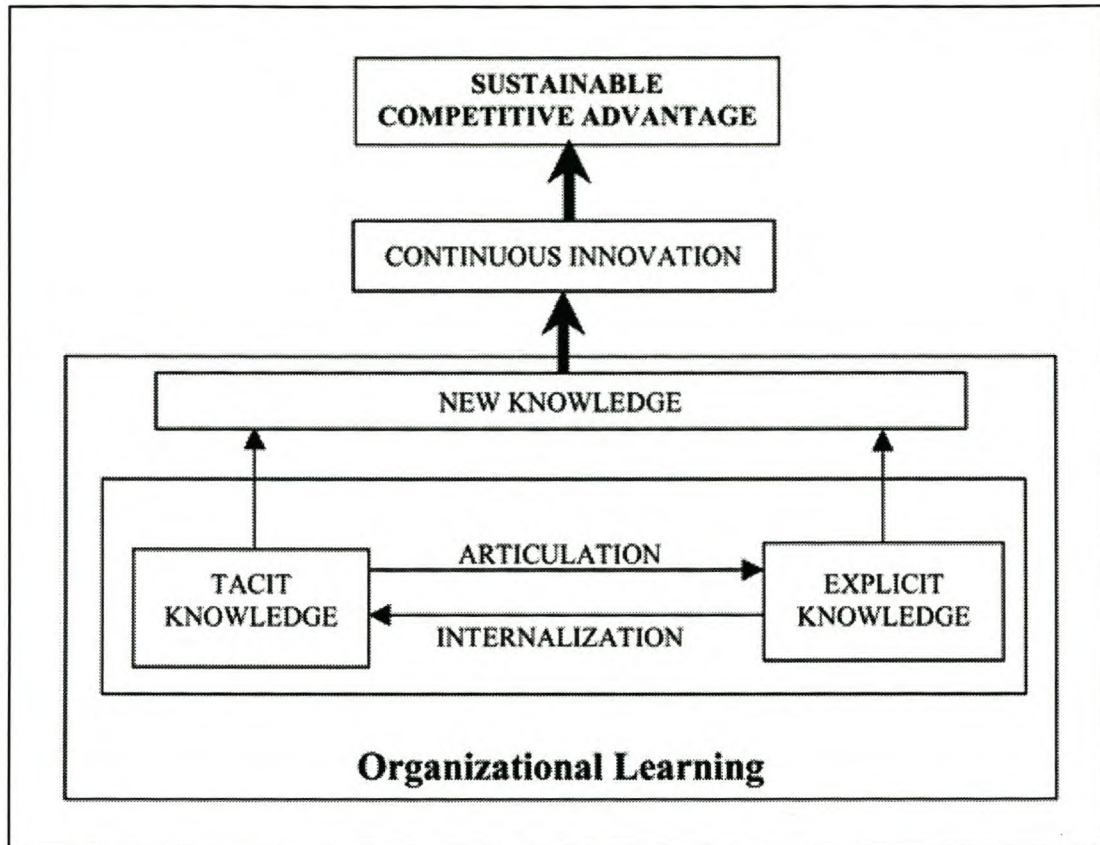 SUSTAINABLE
COMPETITIVE ADVANTAGE
CONTINUOUS INNOVATION
NEW KNOWLEDGE
ARTICULATION
TACIT
KNOWLEDGE
EXPLICIT
KNOWLEDGE
INTERNALIZATION
Organizational Learning